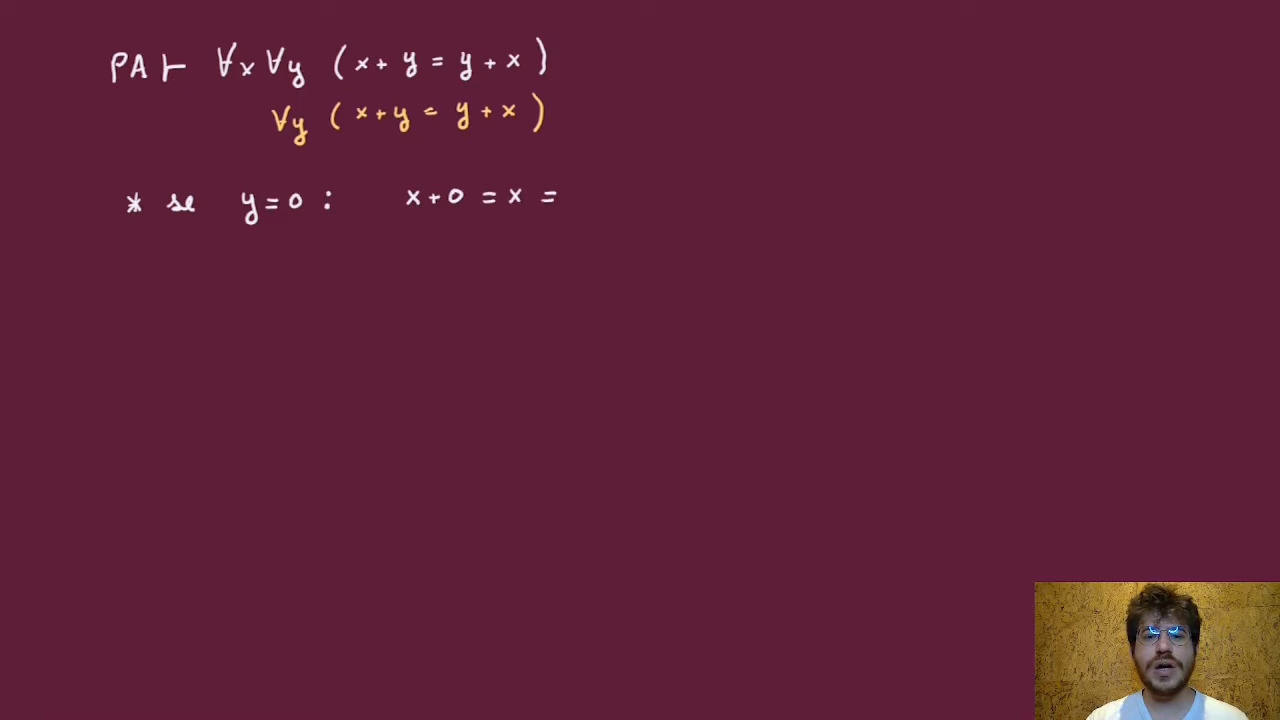 PA ⊢ ∀x ∀y (x + y = y + x)
∀y (x + y = y + x)
* se y = 0 : x + 0 = x =